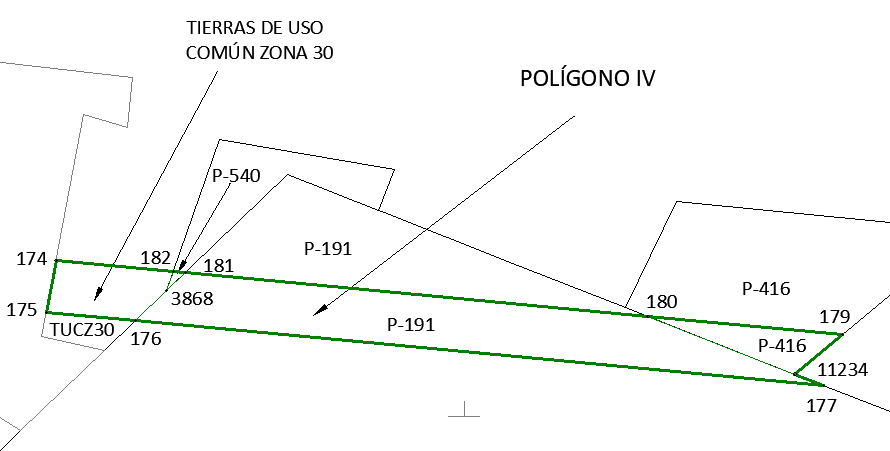 TIERRAS DE USO
COMÚN ZONA 30
POLÍGONO IV
P-540
P-191
174
182
181
3868
180
P-416
179
175
TUCZ30
176
P-191
P-416
11234
177